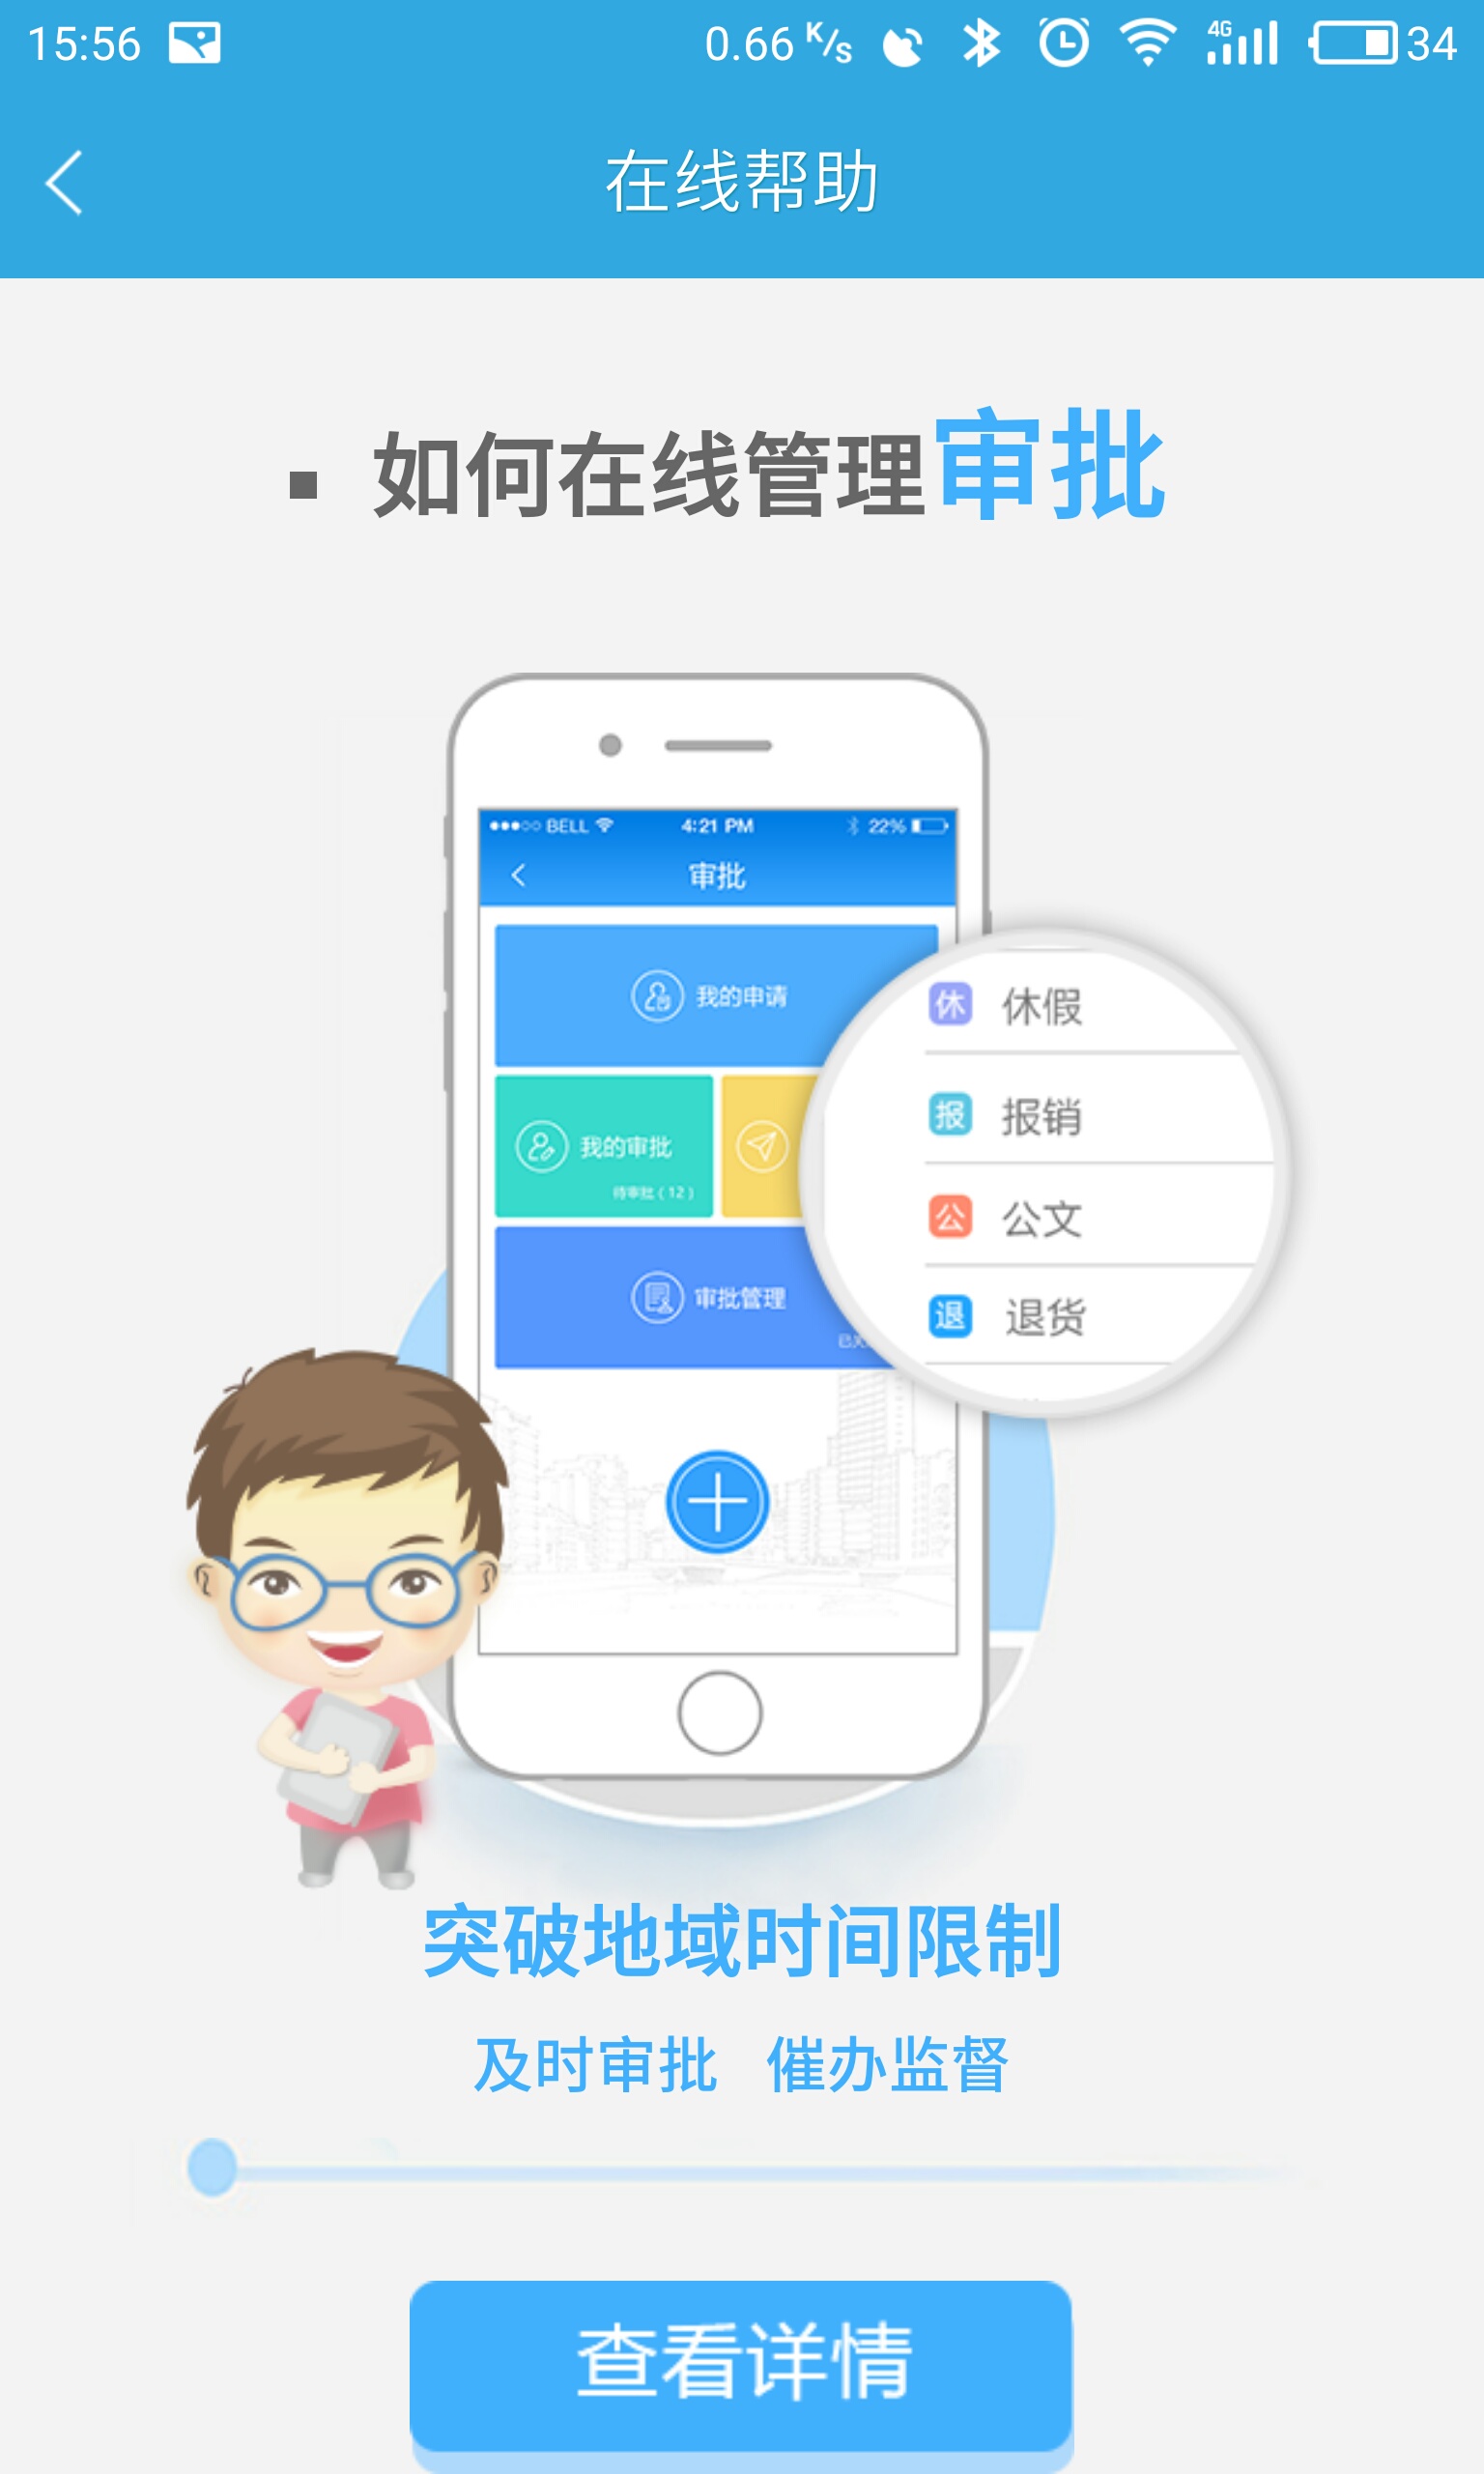 15:56 0.66 K/s 4G 34
在线帮助
如何在线管理审批
BELL 4:21 PM 22%
审批
我的申请
休 休假
报 报销
我的审批
待审批(12)
公 公文
审批管理
退 退货
突破地域时间限制
及时审批 催办监督
查看详情